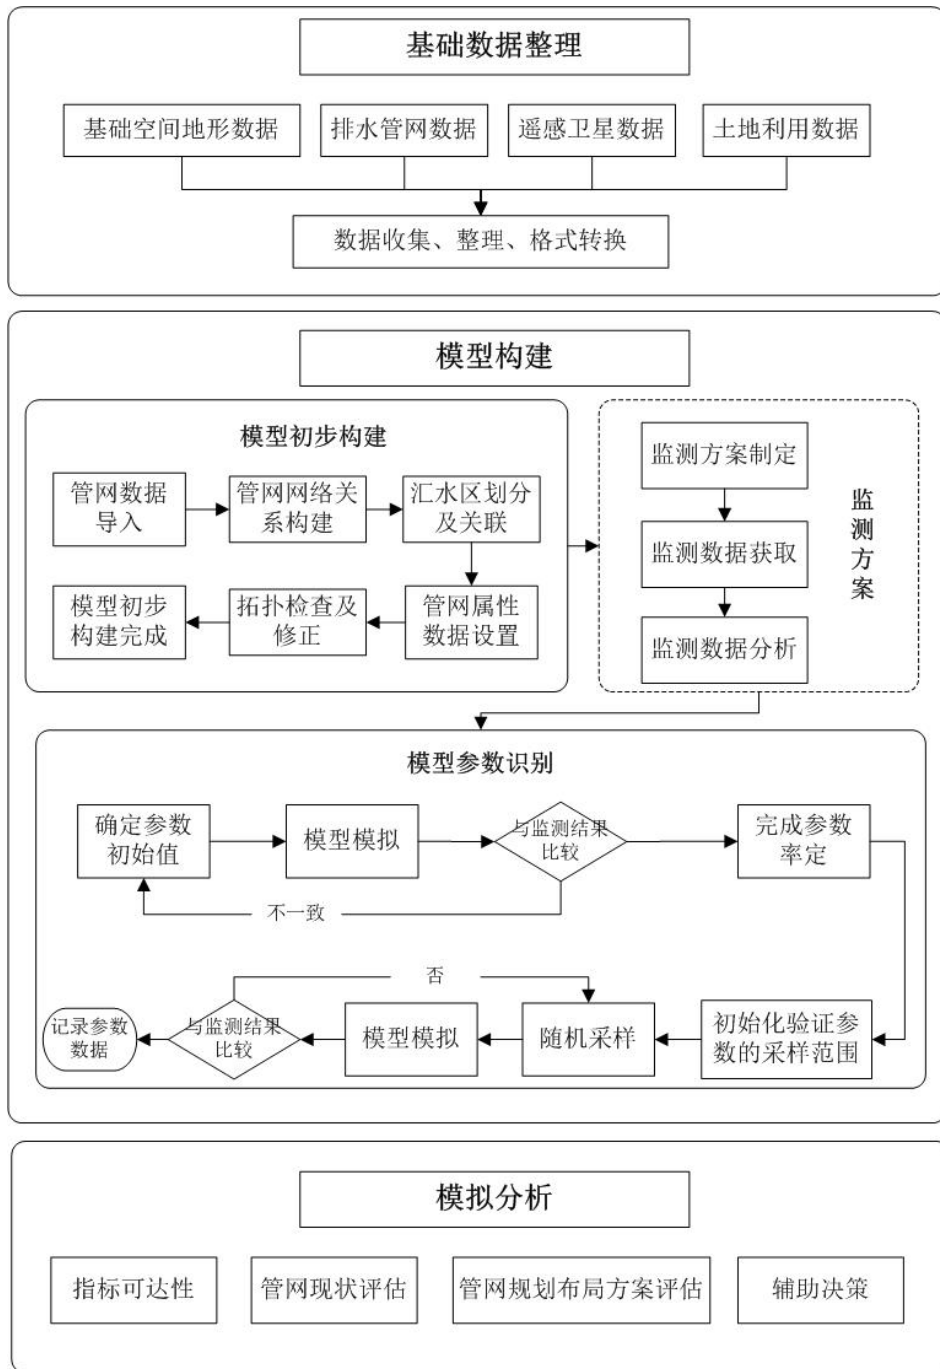 基础数据整理
基础空间地形数据
排水管网数据
遥感卫星数据
土地利用数据
数据收集、整理、格式转换
模型构建
模型初步构建
管网数据
导入
管网网络关
系构建
汇水区划分
及关联
管网属性
数据设置
拓扑检查及
修正
模型初步
构建完成
监测方案制定
监测数据获取
监测数据分析
监测方案
模型参数识别
确定参数
初始值
模型模拟
与监测结果
比较
完成参数
率定
不一致
初始化验证参
数的采样范围
随机采样
模型模拟
与监测结果
比较
否
记录参数
数据
模拟分析
指标可达性
管网现状评估
管网规划布局方案评估
辅助决策